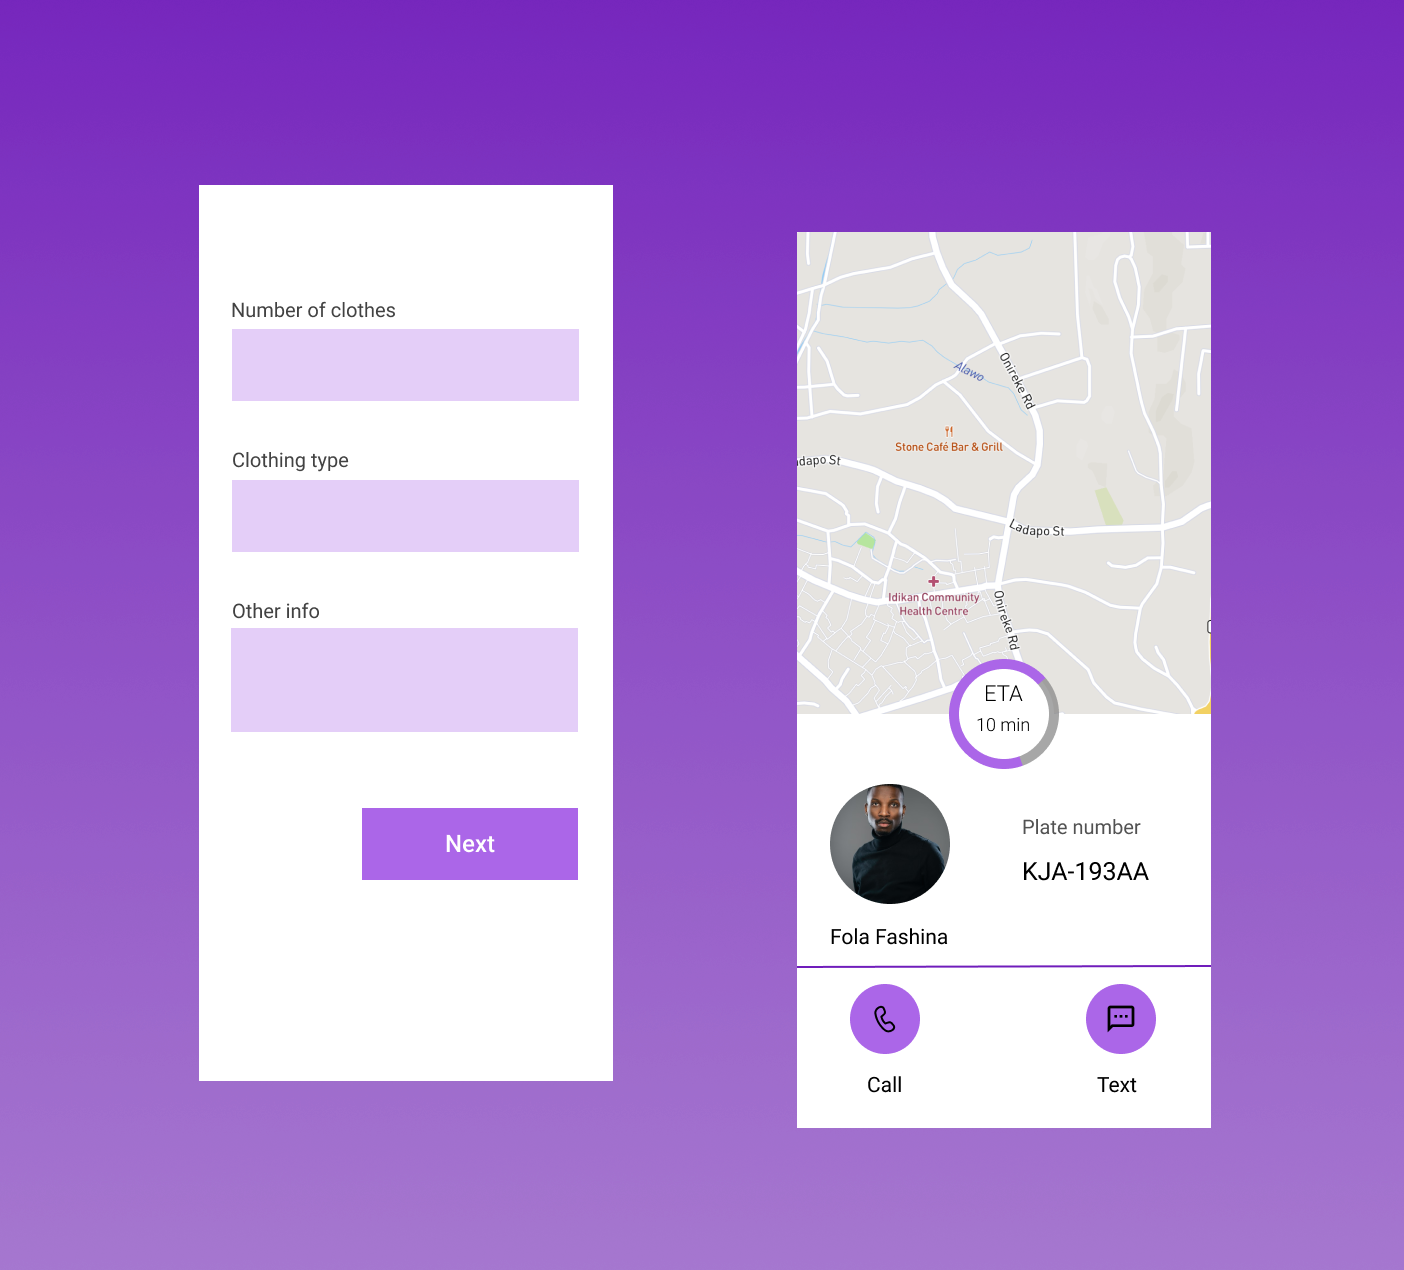 Number of clothes
Clothing type
Other info
Next
Alawo
Onireke Rd
Stone Café Bar & Grill
dapo St
Ladapo St
Idikan Community
Health Centre
Onireke Rd
ETA
10 min
Plate number
KJA-193AA
Fola Fashina
Call
Text